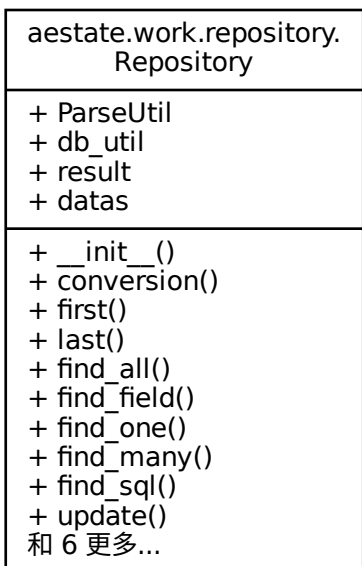 aestate.work.repository.
Repository
+ ParseUtil
+ db_util
+ result
+ datas
+ __init__()
+ conversion()
+ first()
+ last()
+ find_all()
+ find_field()
+ find_one()
+ find_many()
+ find_sql()
+ update()
和 6 更多...